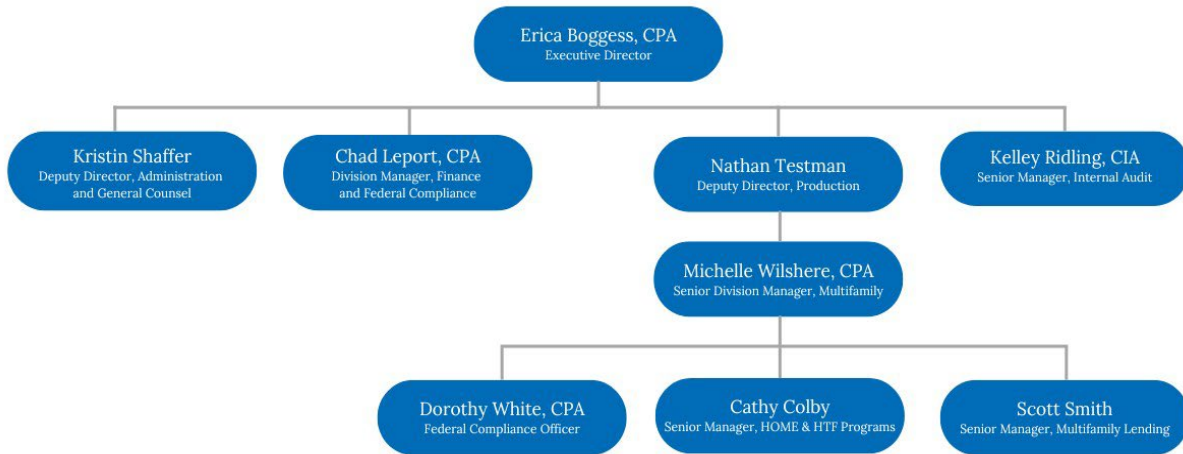 Erica Boggess, CPA
Executive Director
Kristin Shaffer
Deputy Director, Administration
and General Counsel
Chad Leport, CPA
Division Manager, Finance
and Federal Compliance
Nathan Testman
Deputy Director, Production
Kelley Ridling, CIA
Senior Manager, Internal Audit
Michelle Wilshere, CPA
Senior Division Manager, Multifamily
Dorothy White, CPA
Federal Compliance Officer
Cathy Colby
Senior Manager, HOME & HTF Programs
Scott Smith
Senior Manager, Multifamily Lending